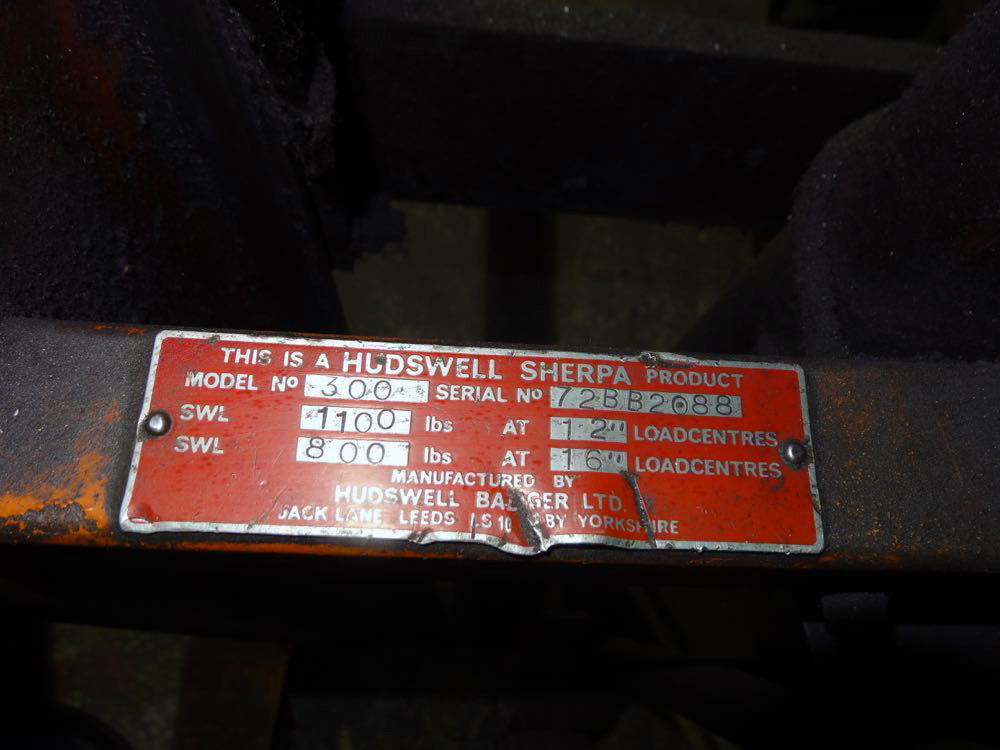 THIS IS A HUDSWELL SHERPA PRODUCT
MODEL No 300 SERIAL No 72BB2088
SWL 1100 lbs AT 12" LOADCENTRES
SWL 800 lbs AT 16" LOADCENTRES
MANUFACTURED BY
HUDSWELL BADGER LTD.
JACK LANE LEEDS LS10 BY YORKSHIRE